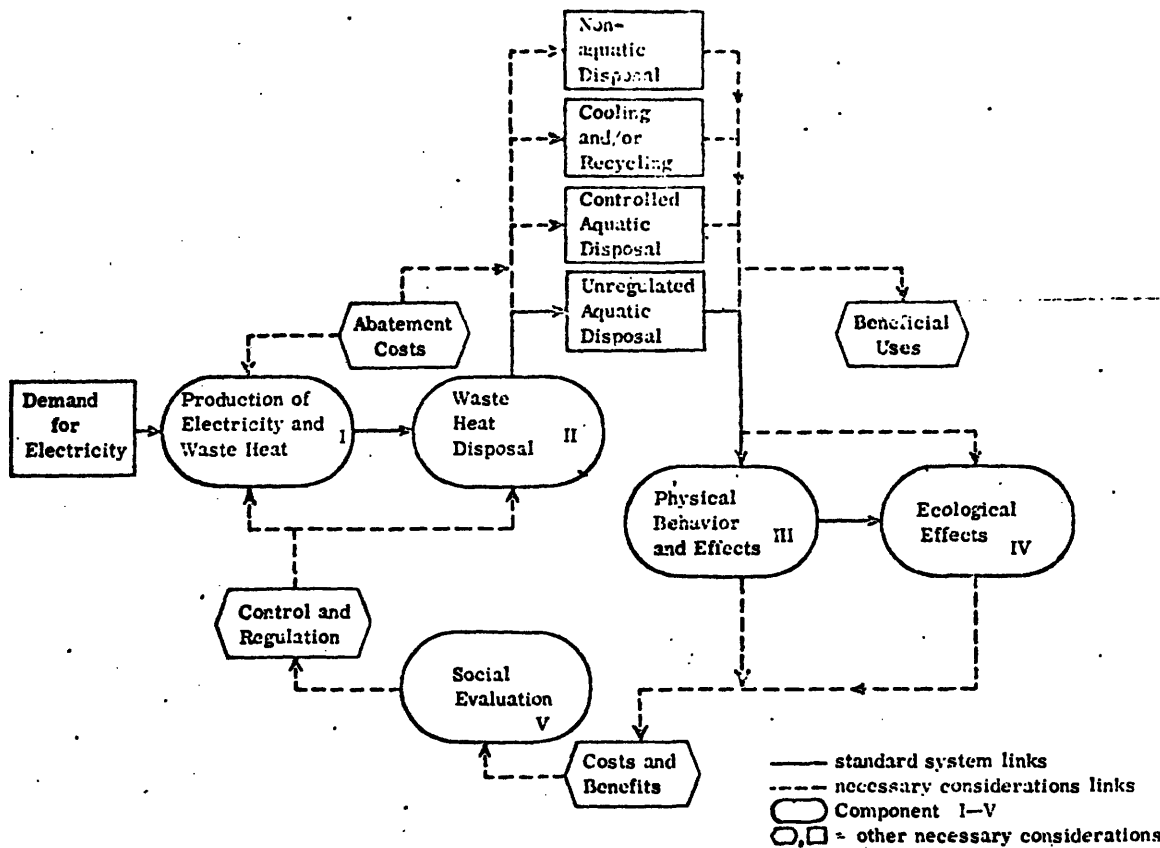 Non-
aquatic
Disposal
Cooling
and/or
Recycling
Controlled
Aquatic
Disposal
Unregulated
Aquatic
Disposal
Abatement
Costs
Beneficial
Uses
Demand
for
Electricity
Production of
Electricity and
Waste Heat I
Waste
Heat
Disposal II
Physical
Behavior
and Effects III
Ecological
Effects
IV
Control and
Regulation
Social
Evaluation
V
Costs and
Benefits
standard system links
necessary considerations links
Component I—V
= other necessary considerations